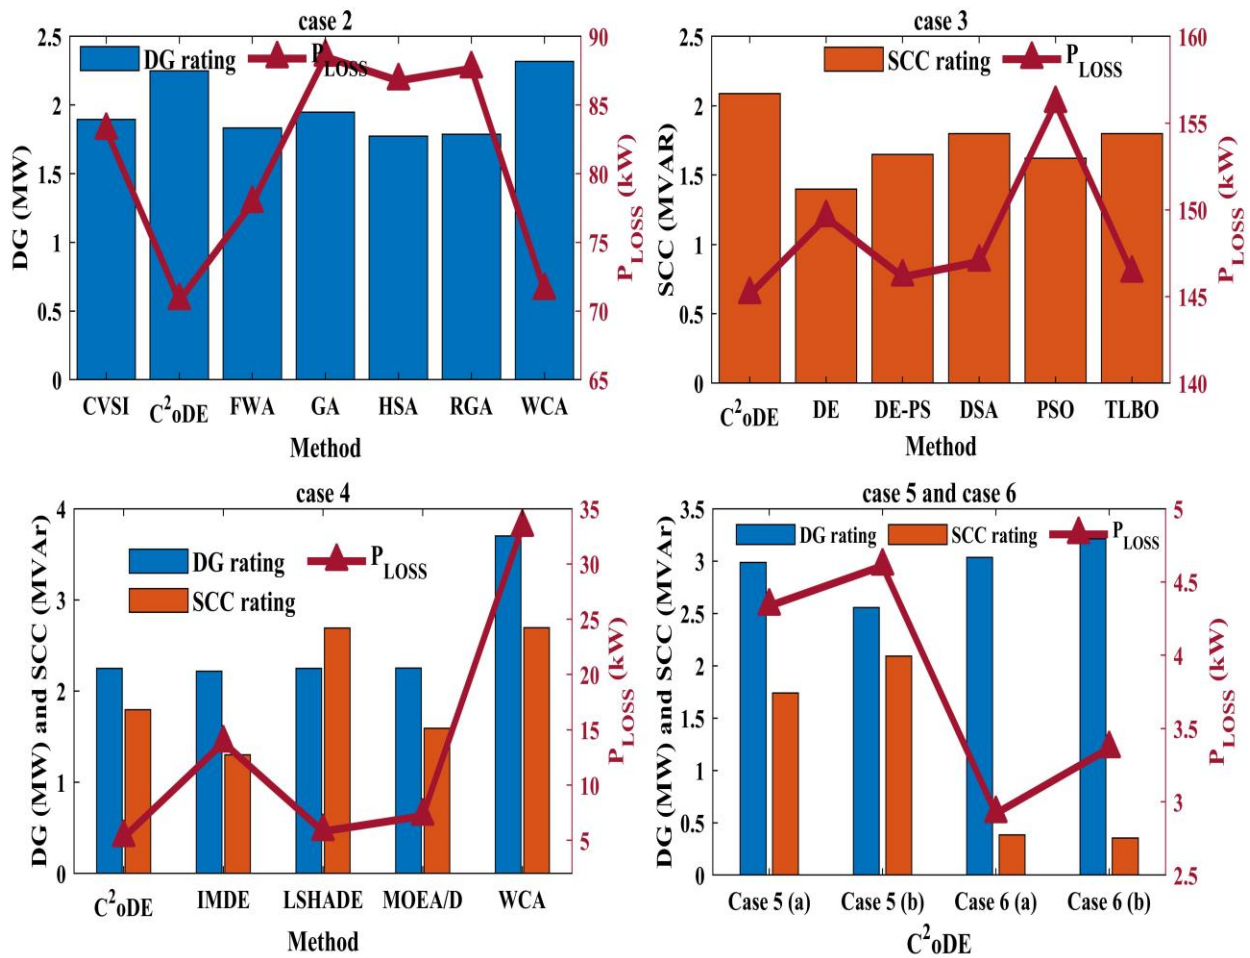 case 2
DG rating
P_LOSS
DG (MW)
2.5
2
1.5
1
0.5
0
P_LOSS (kW)
90
85
80
75
70
65
CVSI C²oDE FWA GA HSA RGA WCA
Method
case 3
SCC rating
P_LOSS
SCC (MVAR)
2.5
2
1.5
1
0.5
0
P_LOSS (kW)
160
155
150
145
140
C²oDE DE DE-PS DSA PSO TLBO
Method
case 4
DG rating
P_LOSS
SCC rating
DG (MW) and SCC (MVAr)
4
3
2
1
0
P_LOSS (kW)
35
30
25
20
15
10
5
C²oDE IMDE LSHADE MOEA/D WCA
Method
case 5 and case 6
DG rating
SCC rating
P_LOSS
DG (MW) and SCC (MVAr)
3.5
3
2.5
2
1.5
1
0.5
0
P_LOSS (kW)
5
4.5
4
3.5
3
2.5
Case 5 (a) Case 5 (b) Case 6 (a) Case 6 (b)
C²oDE